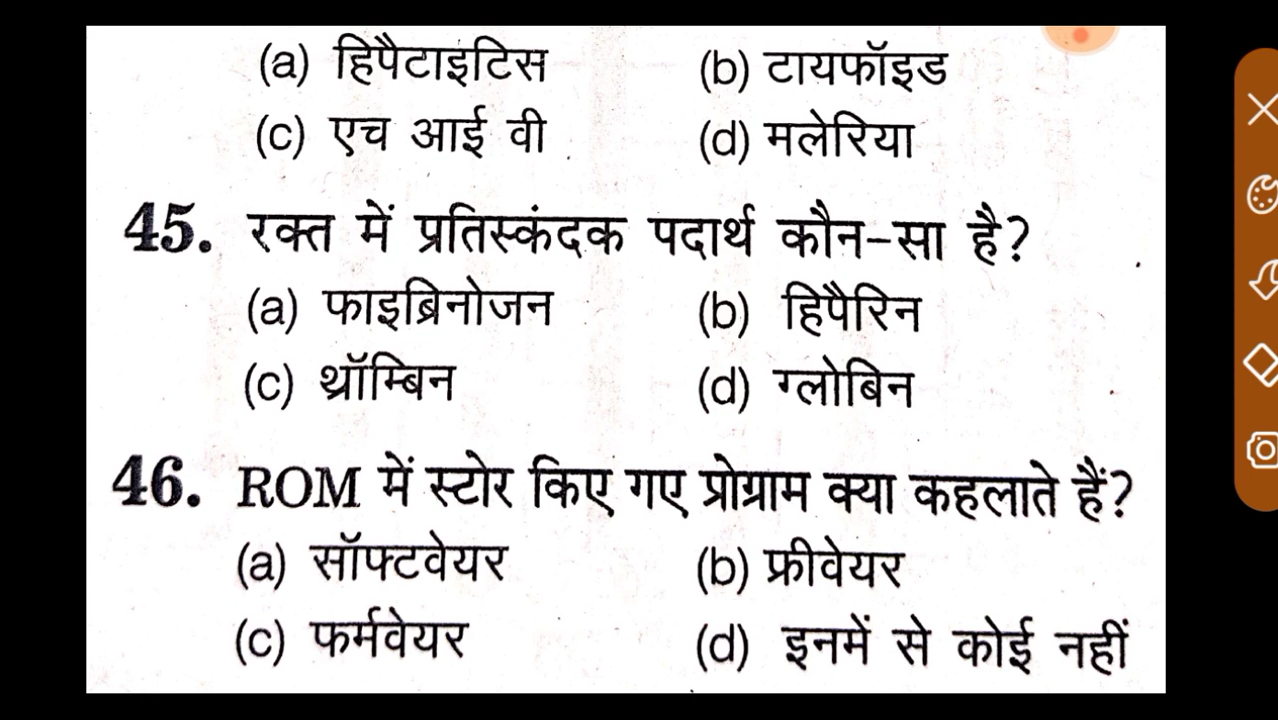 (a) हिपैटाइटिस (b) टायफॉइड
(c) एच आई वी (d) मलेरिया
45. रक्त में प्रतिस्कंदक पदार्थ कौन-सा है?
(a) फाइब्रिनोजन (b) हिपैरिन
(c) थ्रॉम्बिन (d) ग्लोबिन
46. ROM में स्टोर किए गए प्रोग्राम क्या कहलाते हैं?
(a) सॉफ्टवेयर (b) फ्रीवेयर
(c) फर्मवेयर (d) इनमें से कोई नहीं